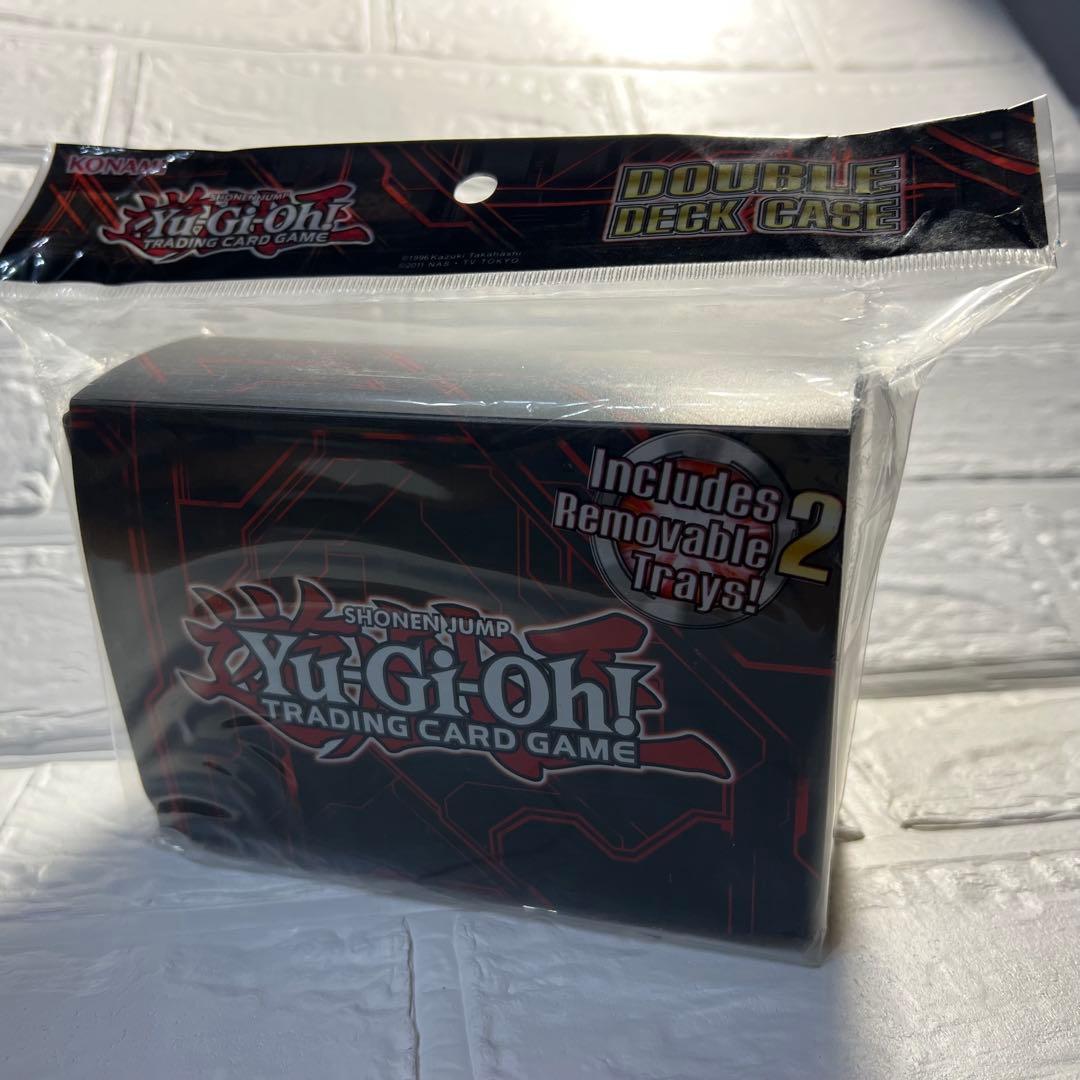 KONAMI
SHONEN JUMP
Yu-Gi-Oh!
TRADING CARD GAME
DOUBLE
DECK CASE
©1996 Kazuki Takahashi
©2011 NAS • TV TOKYO
Includes 2
Removable
Trays!
SHONEN JUMP
Yu-Gi-Oh!
TRADING CARD GAME